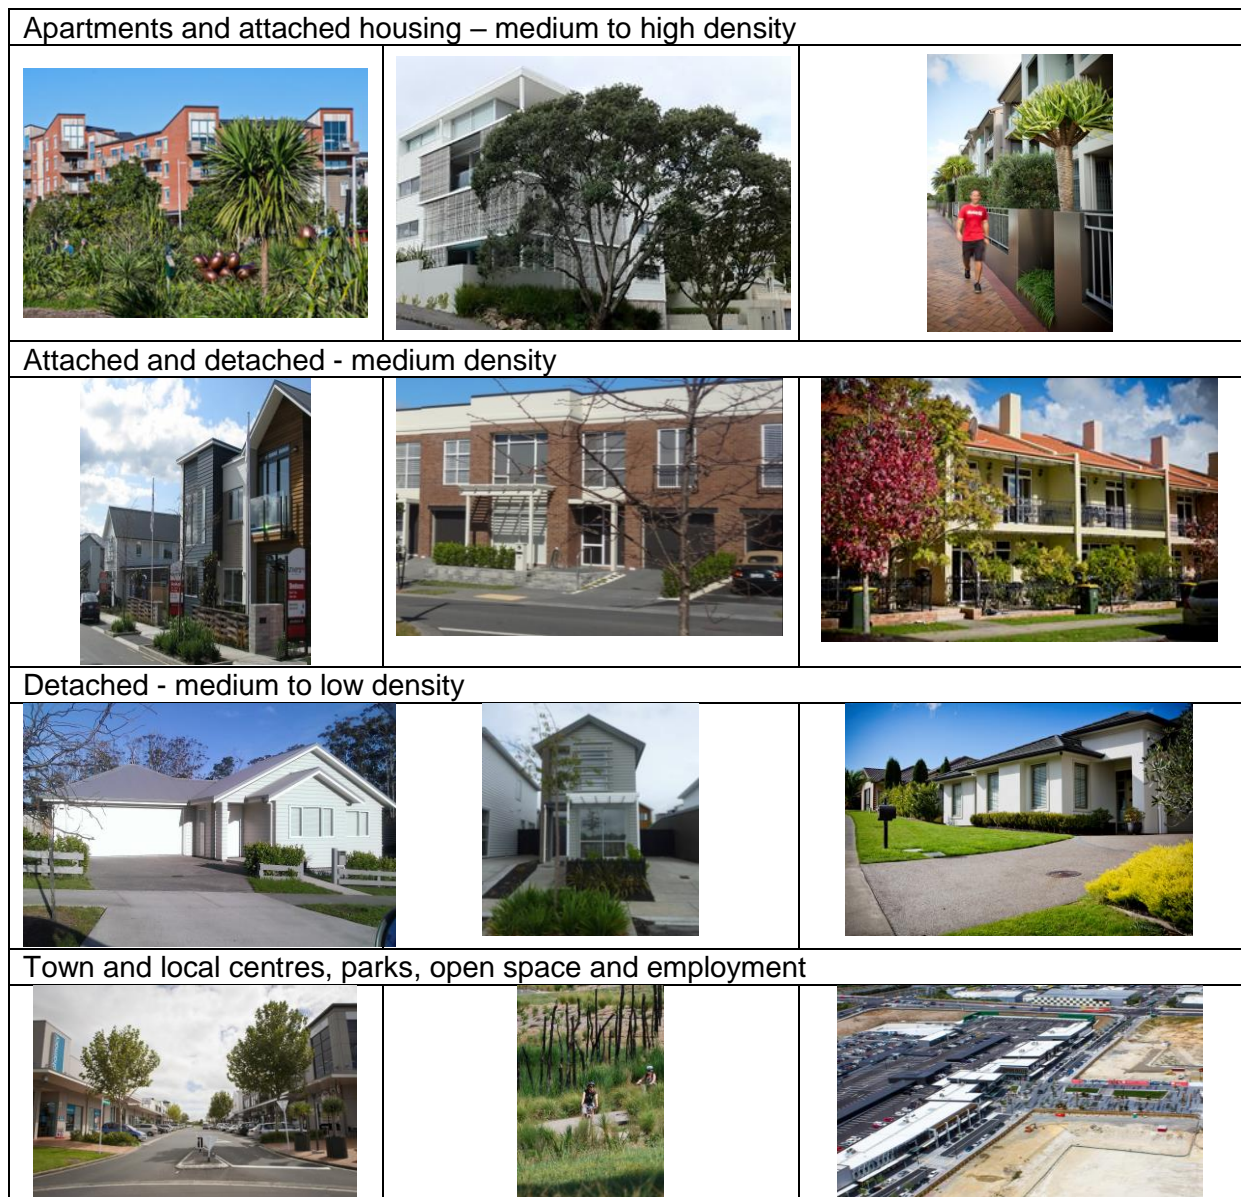 Apartments and attached housing – medium to high density
Attached and detached - medium density
Detached - medium to low density
Town and local centres, parks, open space and employment